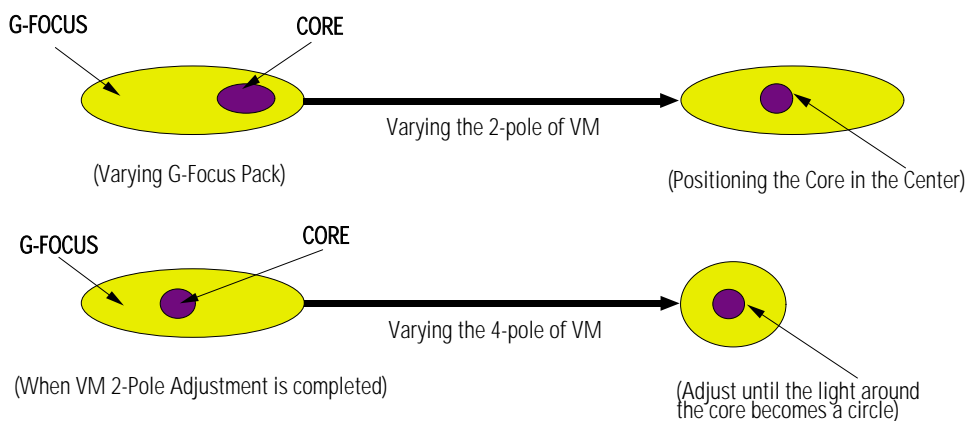 G-FOCUS
CORE
Varying the 2-pole of VM
(Varying G-Focus Pack)
(Positioning the Core in the Center)
G-FOCUS
CORE
Varying the 4-pole of VM
(When VM 2-Pole Adjustment is completed)
(Adjust until the light around
the core becomes a circle)